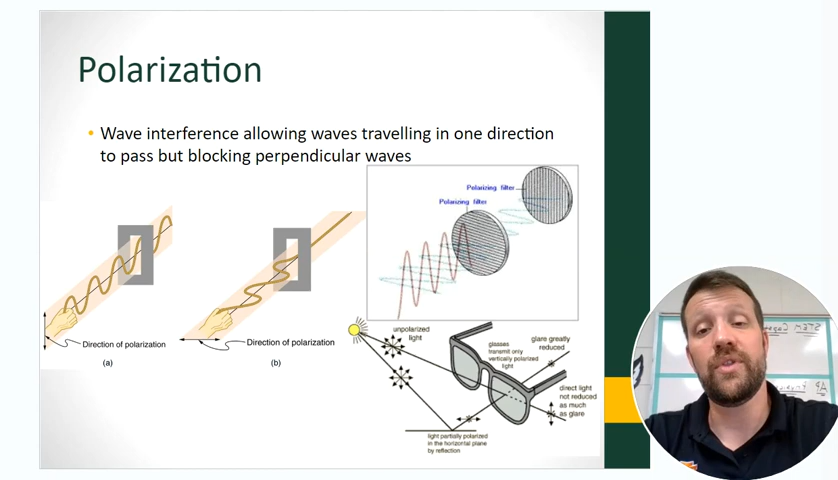 Polarization
• Wave interference allowing waves travelling in one direction
to pass but blocking perpendicular waves
Polarizing filter
Polarizing filter
Direction of polarization
(a)
Direction of polarization
(b)
unpolarized
light
glasses
transmit only
vertically polarized
light
glare greatly
reduced
direct light
not reduced
as much
as glare
light partially polarized
in the horizontal plane
by reflection